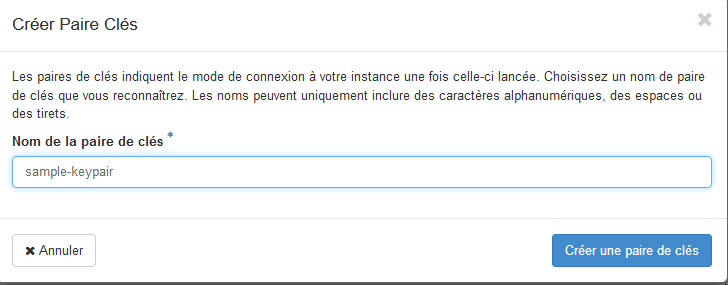 Créer Paire Clés
Les paires de clés indiquent le mode de connexion à votre instance une fois celle-ci lancée. Choisissez un nom de paire
de clés que vous reconnaîtrez. Les noms peuvent uniquement inclure des caractères alphanumériques, des espaces ou
des tirets.
Nom de la paire de clés *
sample-keypair
✖ Annuler
Créer une paire de clés